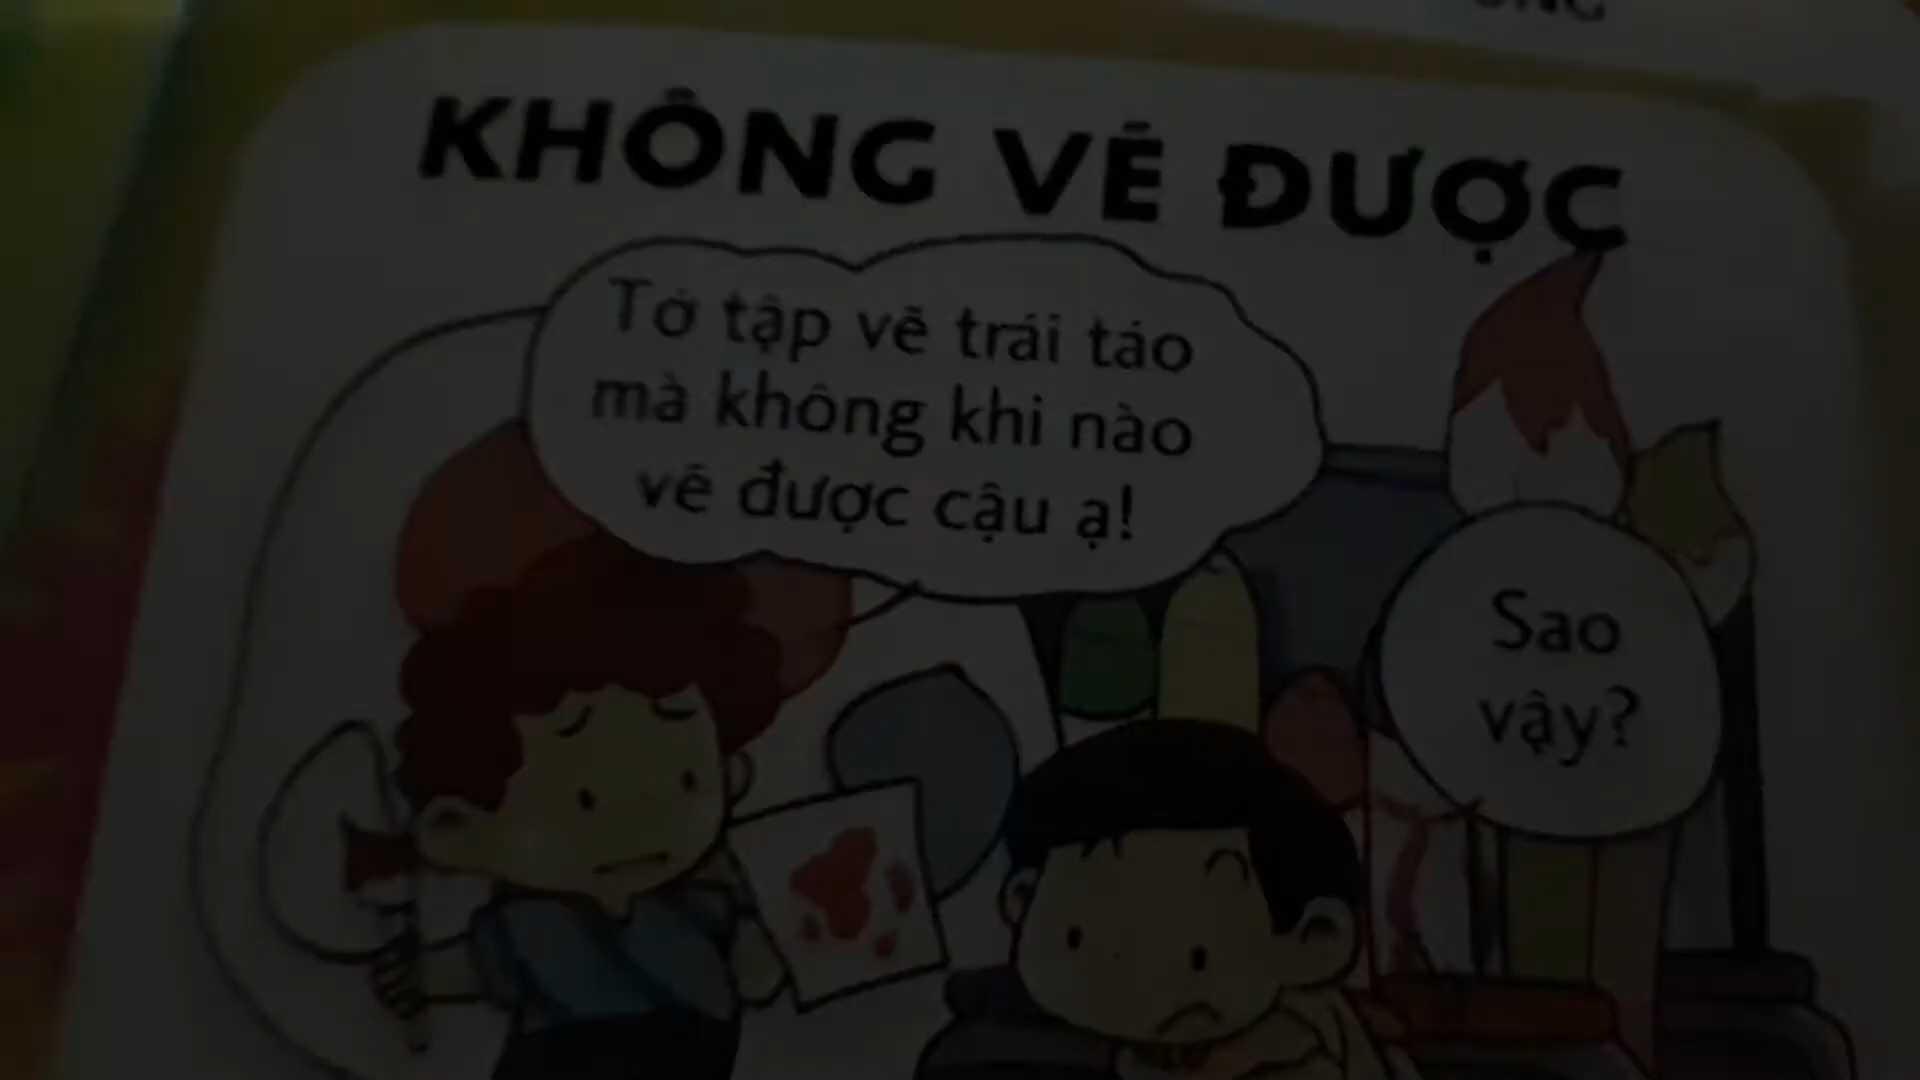 KHÔNG VẼ ĐƯỢC
Tớ tập vẽ trái táo
mà không khi nào
vẽ được cậu ạ!
Sao
vậy?